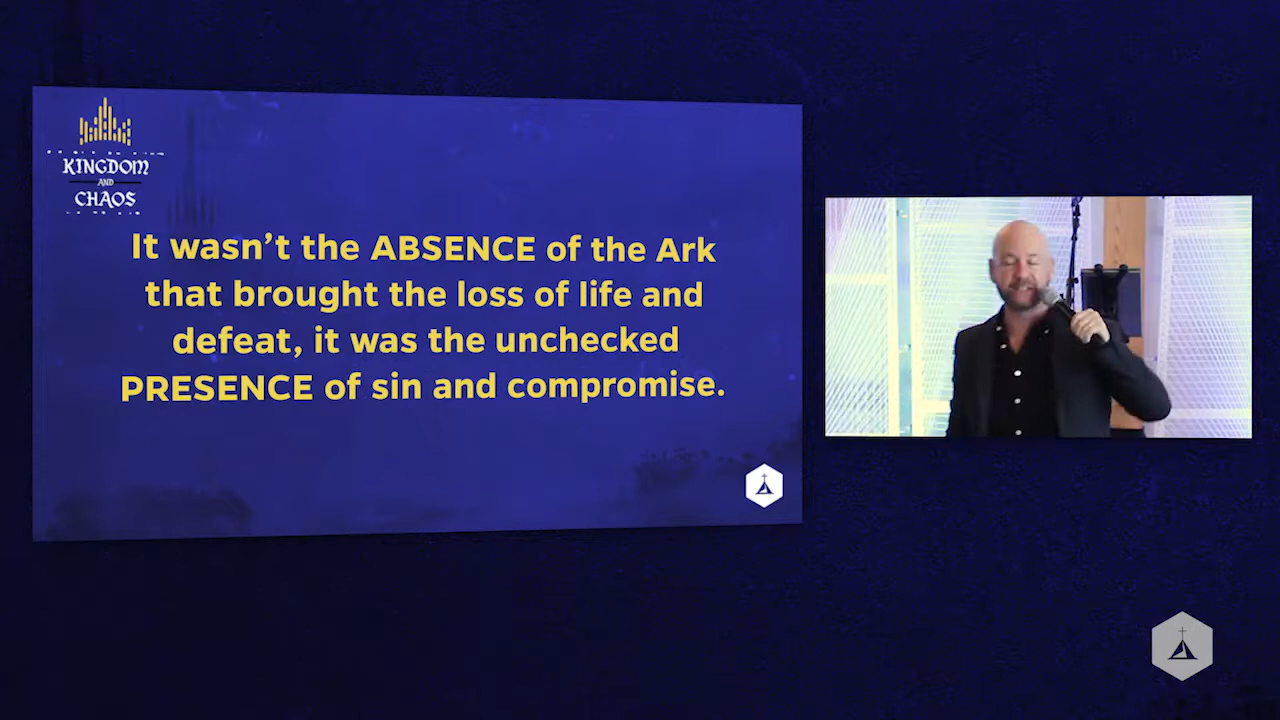 KINGDOM
AND
CHAOS
It wasn’t the ABSENCE of the Ark
that brought the loss of life and
defeat, it was the unchecked
PRESENCE of sin and compromise.